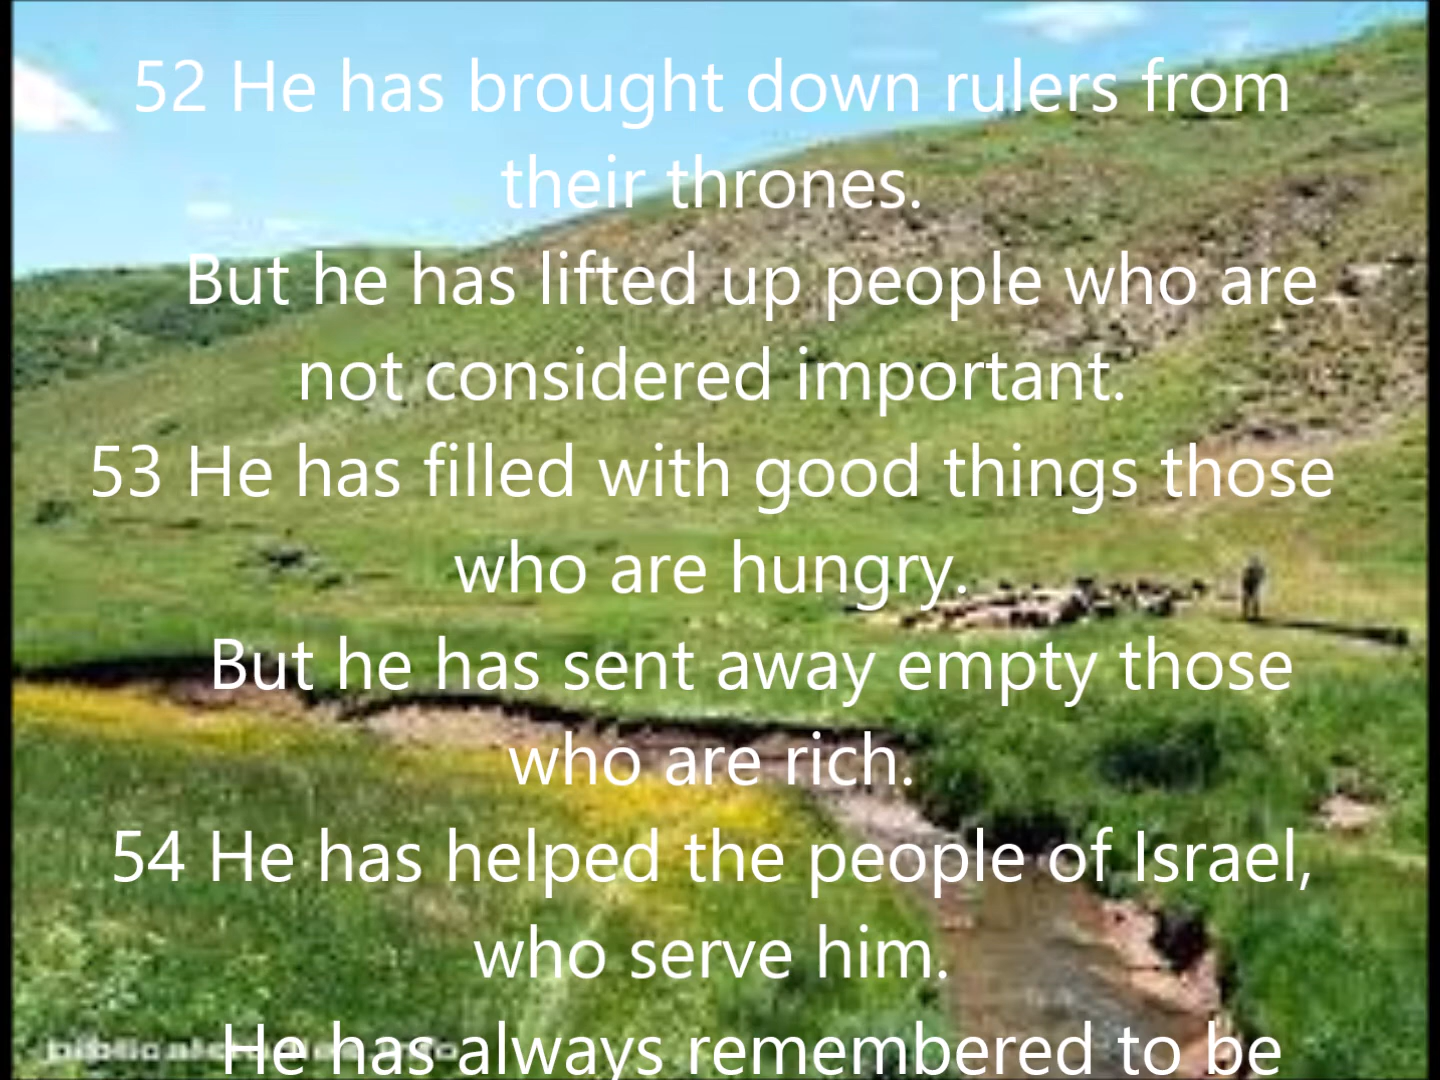 52 He has brought down rulers from
their thrones.
But he has lifted up people who are
not considered important.
53 He has filled with good things those
who are hungry.
But he has sent away empty those
who are rich.
54 He has helped the people of Israel,
who serve him.
He has always remembered to be